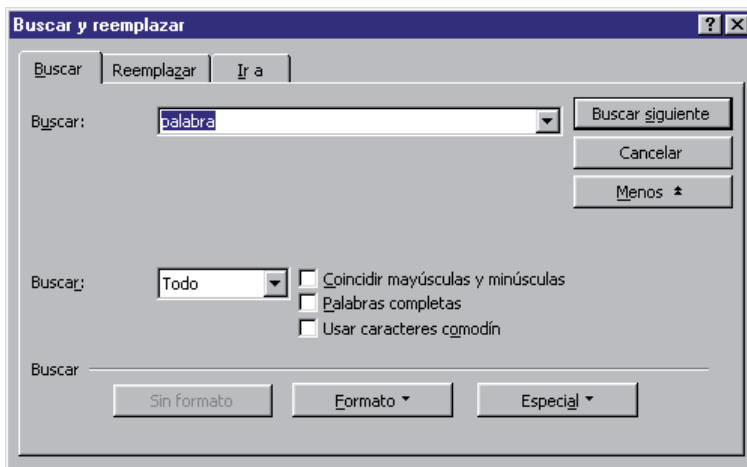 Buscar y reemplazar
Buscar Reemplazar Ir a
Buscar: palabra Buscar siguiente
Cancelar
Menos
Buscar: Todo Coincidir mayúsculas y minúsculas
Palabras completas
Usar caracteres comodín
Buscar
Sin formato Formato Especial